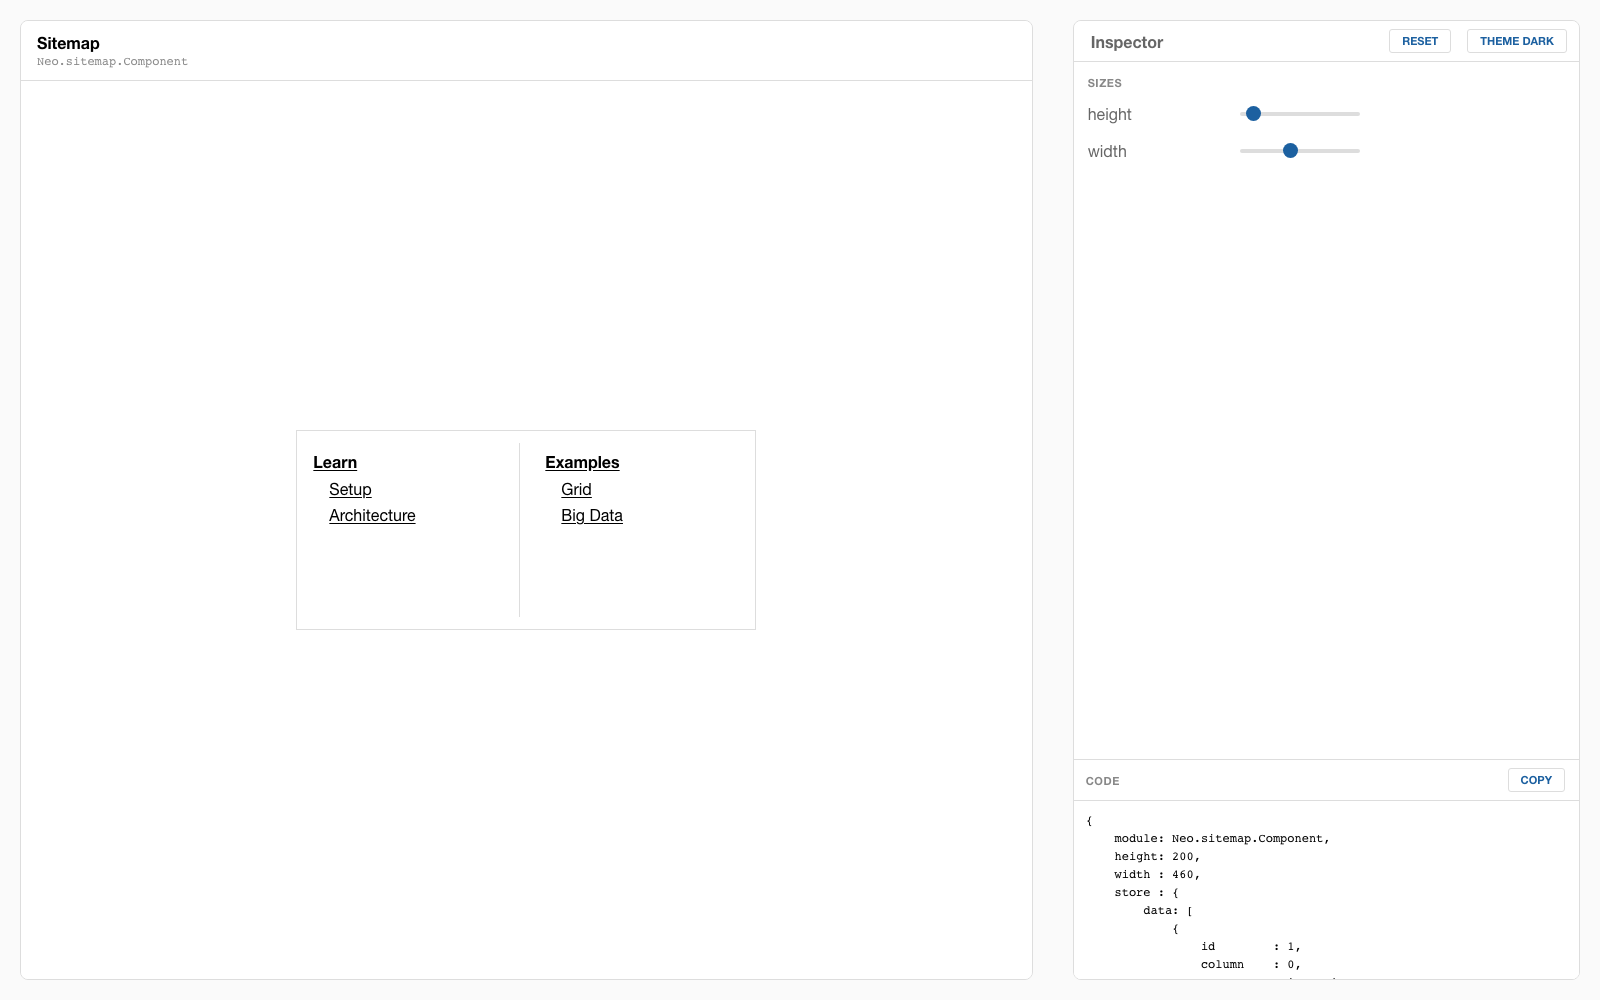 Sitemap
Neo.sitemap.Component
Learn
Setup
Architecture
Examples
Grid
Big Data
Inspector
RESET
THEME DARK
SIZES
height
width
CODE
COPY
{
    module: Neo.sitemap.Component,
    height: 200,
    width : 460,
    store : {
        data: [
            {
                id        : 1,
                column    : 0,